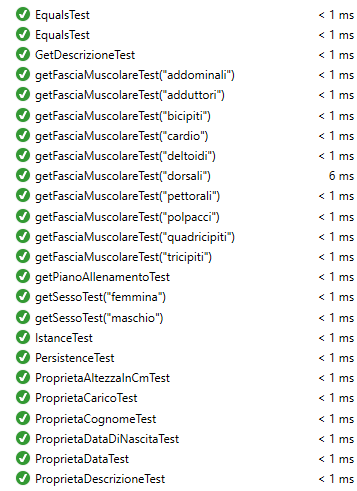 EqualsTest < 1 ms
EqualsTest < 1 ms
GetDescrizioneTest < 1 ms
getFasciaMuscolareTest("addominali") < 1 ms
getFasciaMuscolareTest("adduttori") < 1 ms
getFasciaMuscolareTest("bicipiti") < 1 ms
getFasciaMuscolareTest("cardio") < 1 ms
getFasciaMuscolareTest("deltoidi") < 1 ms
getFasciaMuscolareTest("dorsali") 6 ms
getFasciaMuscolareTest("pettorali") < 1 ms
getFasciaMuscolareTest("polpacci") < 1 ms
getFasciaMuscolareTest("quadricipiti") < 1 ms
getFasciaMuscolareTest("tricipiti") < 1 ms
getPianoAllenamentoTest < 1 ms
getSessoTest("femmina") < 1 ms
getSessoTest("maschio") < 1 ms
IstanceTest < 1 ms
PersistenceTest < 1 ms
ProprietaAltezzaInCmTest < 1 ms
ProprietaCaricoTest < 1 ms
ProprietaCognomeTest < 1 ms
ProprietaDataDiNascitaTest < 1 ms
ProprietaDataTest < 1 ms
ProprietaDescrizioneTest < 1 ms